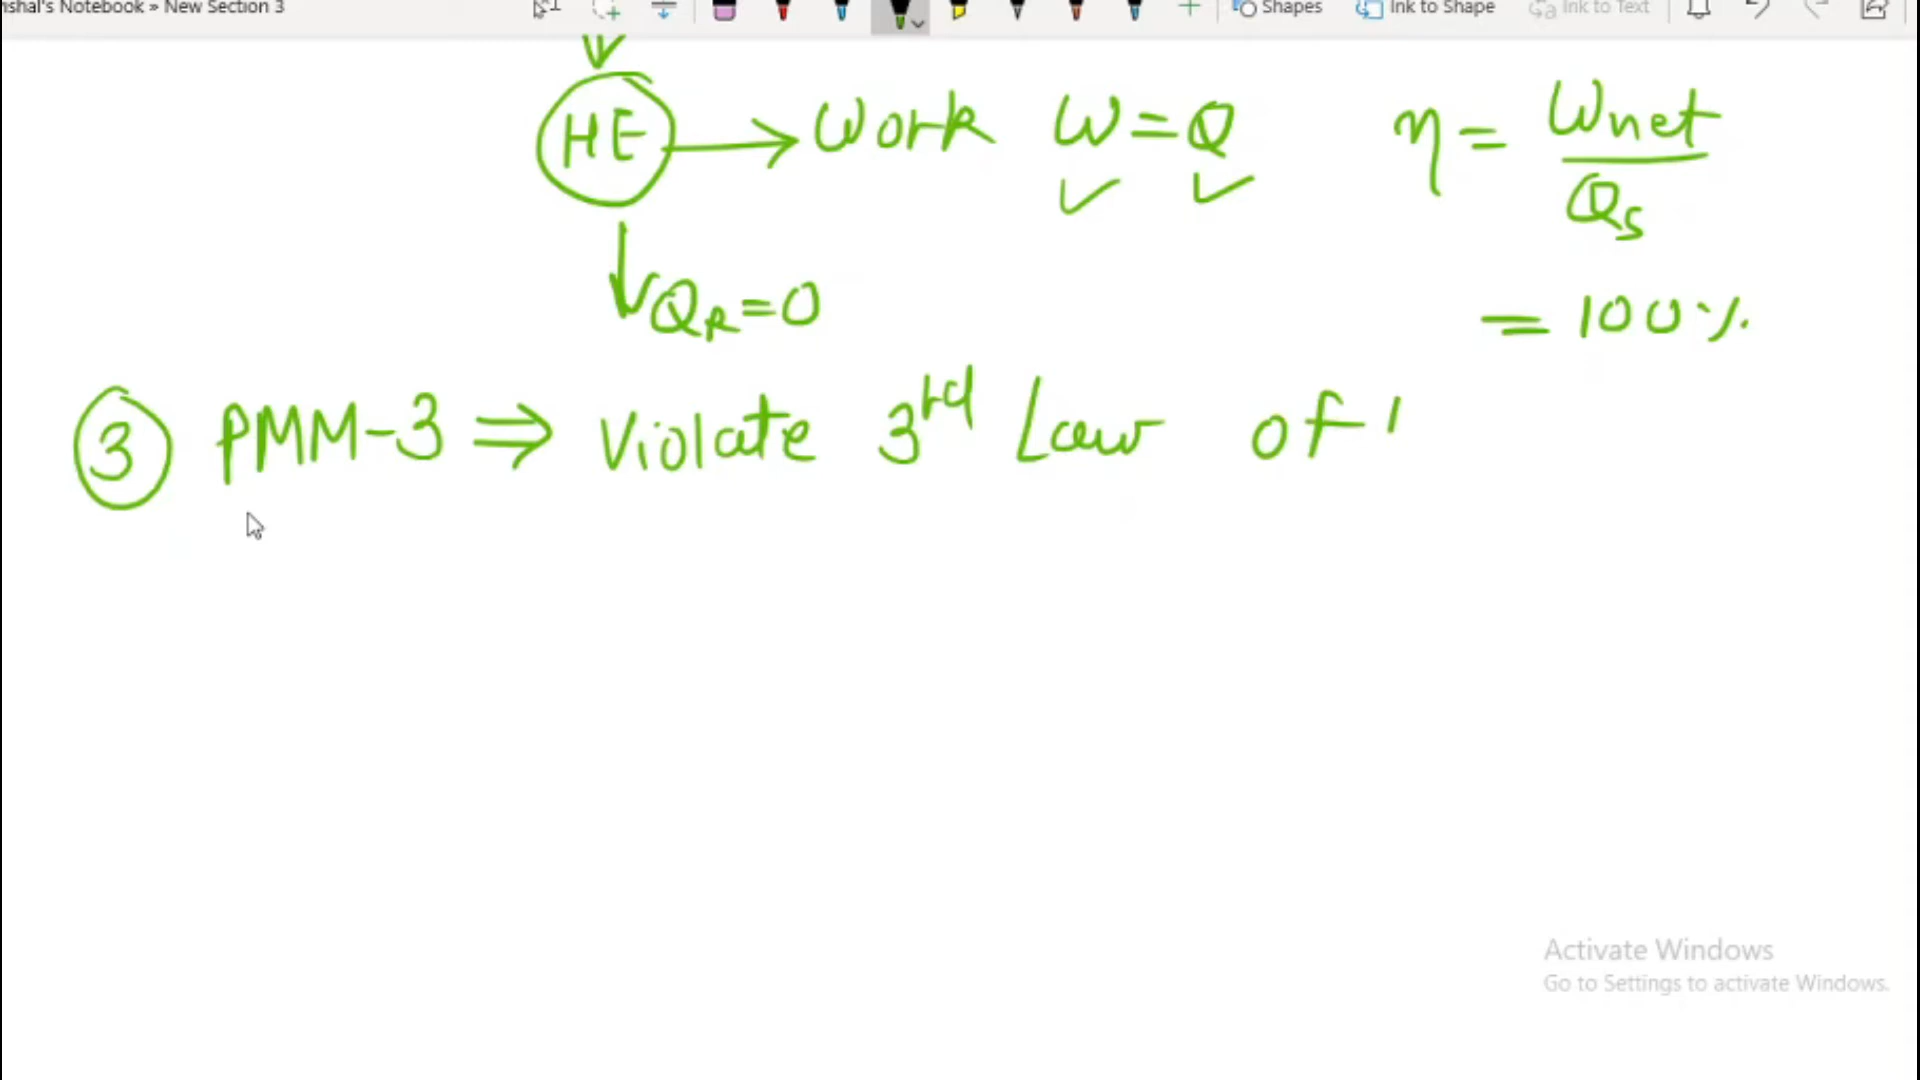 nshal's Notebook » New Section 3
Shapes Ink to Shape Ink to Text
HE → Work W = Q η = Wnet / Qs
QR = 0
= 100%
③ PMM-3 ⇒ Violate 3rd Law of
Activate Windows
Go to Settings to activate Windows.